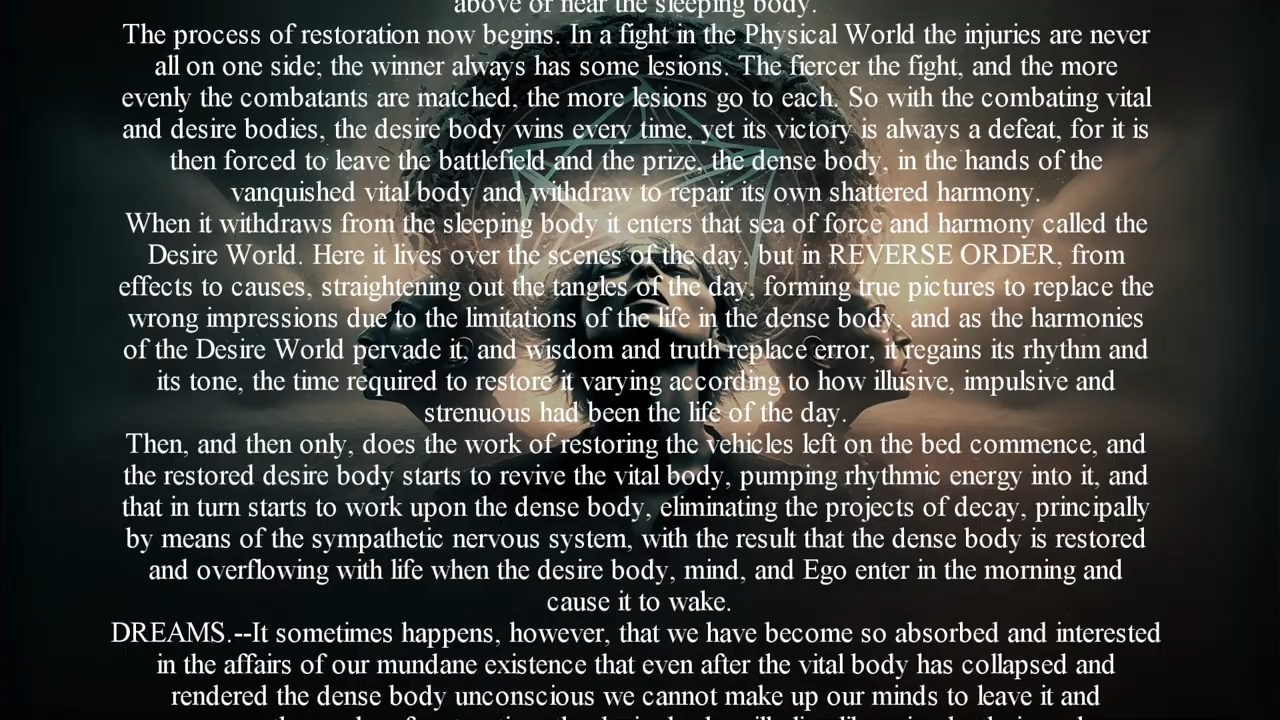 above or near the sleeping body.
The process of restoration now begins. In a fight in the Physical World the injuries are never
all on one side; the winner always has some lesions. The fiercer the fight, and the more
evenly the combatants are matched, the more lesions go to each. So with the combating vital
and desire bodies, the desire body wins every time, yet its victory is always a defeat, for it is
then forced to leave the battlefield and the prize, the dense body, in the hands of the
vanquished vital body and withdraw to repair its own shattered harmony.
When it withdraws from the sleeping body it enters that sea of force and harmony called the
Desire World. Here it lives over the scenes of the day, but in REVERSE ORDER, from
effects to causes, straightening out the tangles of the day, forming true pictures to replace the
wrong impressions due to the limitations of the life in the dense body, and as the harmonies
of the Desire World pervade it, and wisdom and truth replace error, it regains its rhythm and
its tone, the time required to restore it varying according to how illusive, impulsive and
strenuous had been the life of the day.
Then, and then only, does the work of restoring the vehicles left on the bed commence, and
the restored desire body starts to revive the vital body, pumping rhythmic energy into it, and
that in turn starts to work upon the dense body, eliminating the projects of decay, principally
by means of the sympathetic nervous system, with the result that the dense body is restored
and overflowing with life when the desire body, mind, and Ego enter in the morning and
cause it to wake.
DREAMS.--It sometimes happens, however, that we have become so absorbed and interested
in the affairs of our mundane existence that even after the vital body has collapsed and
rendered the dense body unconscious we cannot make up our minds to leave it and